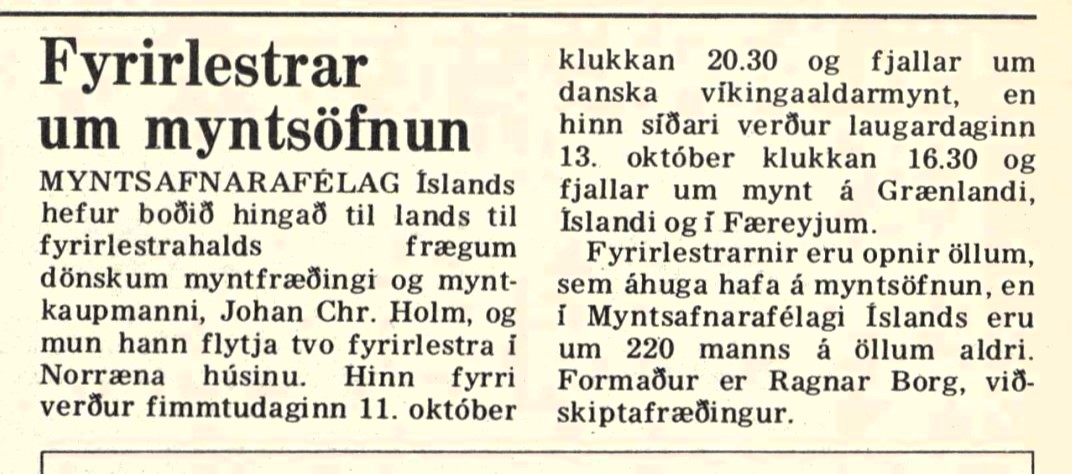 Fyrirlestrar
um myntsöfnun
MYNTSAFNARAFÉLAG Íslands
hefur boðið hingað til lands til
fyrirlestrahalds frægum
dönskum myntfræðingi og mynt-
kaupmanni, Johan Chr. Holm, og
mun hann flytja tvo fyrirlestra í
Norræna húsinu. Hinn fyrri
verður fimmtudaginn 11. október
klukkan 20.30 og fjallar um
danska víkingaaldarmynt, en
hinn síðari verður laugardaginn
13. október klukkan 16.30 og
fjallar um mynt á Grænlandi,
Íslandi og í Færeyjum.
Fyrirlestrarnir eru opnir öllum,
sem áhuga hafa á myntsöfnun, en
í Myntsafnarafélagi Íslands eru
um 220 manns á öllum aldri.
Formaður er Ragnar Borg, við-
skiptafræðingur.